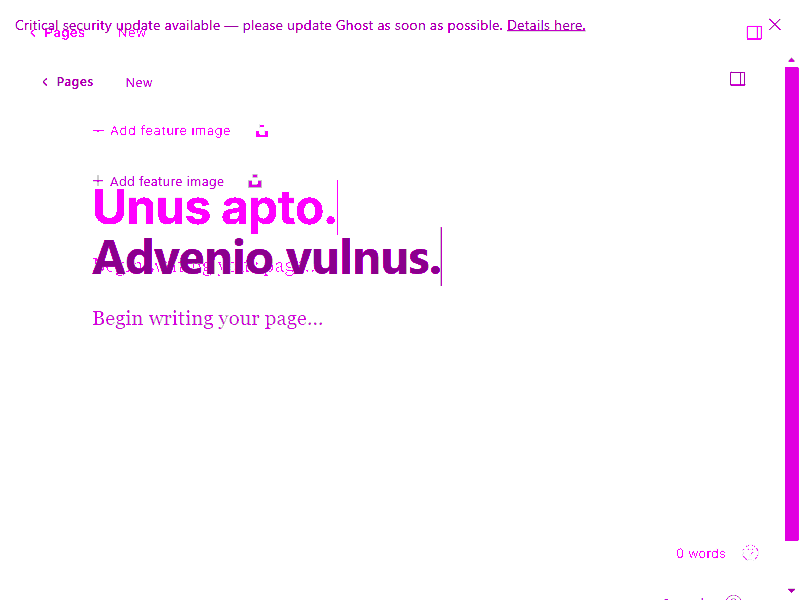 Critical security update available — please update Ghost as soon as possible. Details here.
Pages New
Pages New
Add feature image
Add feature image
Unus apto.
Advenio vulnus.
Begin writing your page...
Begin writing your page...
0 words